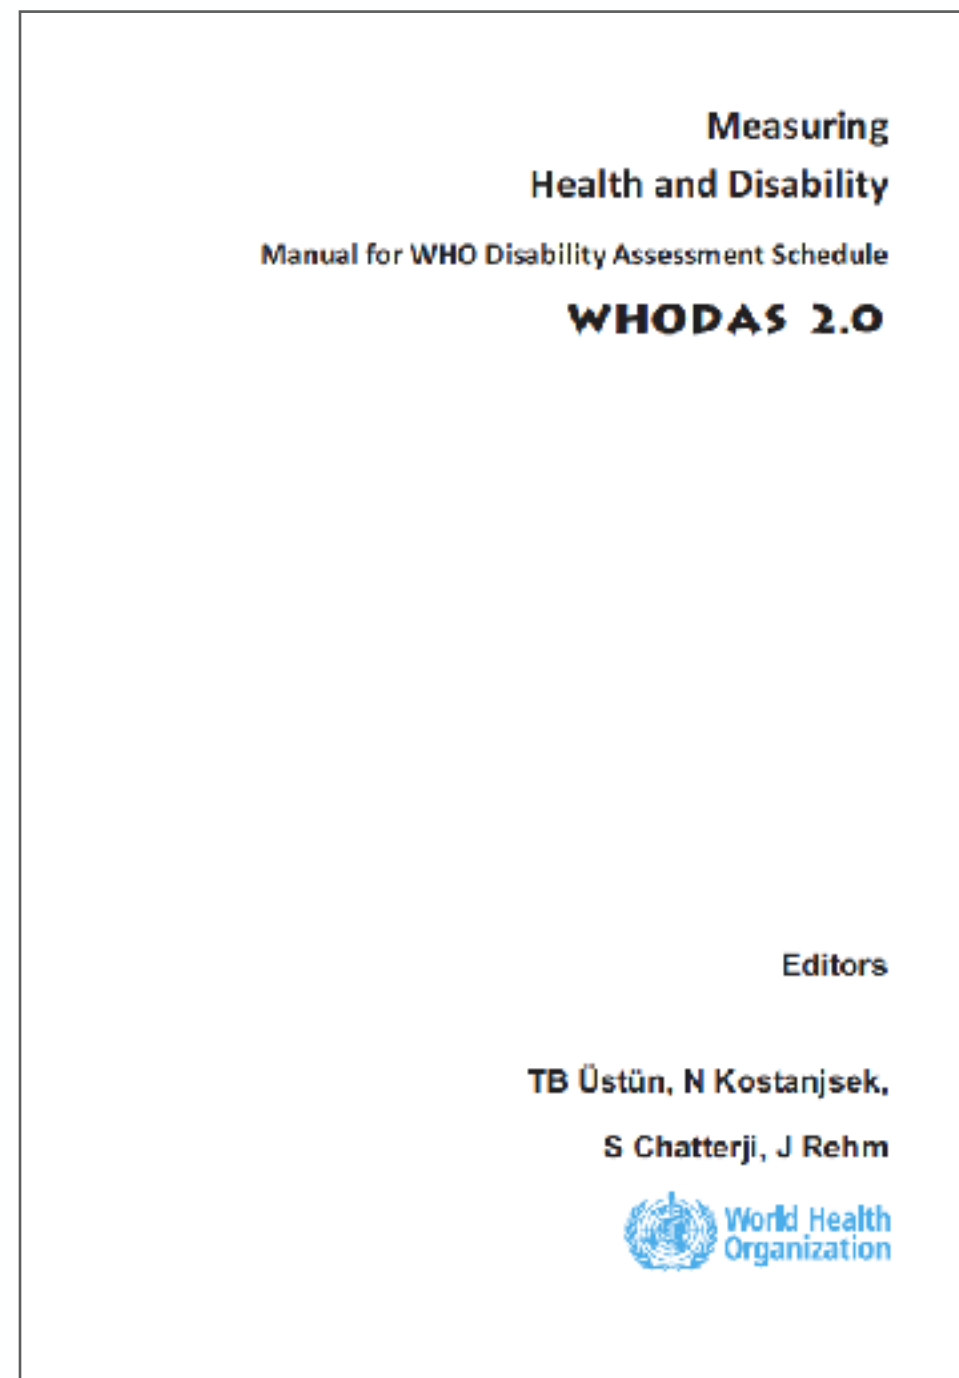 Measuring
Health and Disability
Manual for WHO Disability Assessment Schedule
WHODAS 2.0
Editors
TB Üstün, N Kostanjsek,
S Chatterji, J Rehm
World Health
Organization